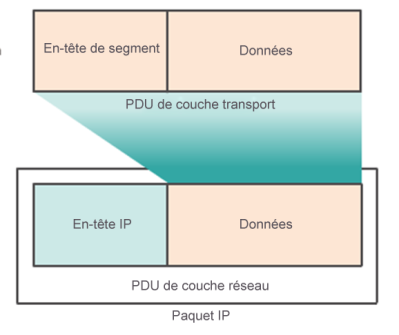 En-tête de segment
Données
PDU de couche transport
En-tête IP
Données
PDU de couche réseau
Paquet IP